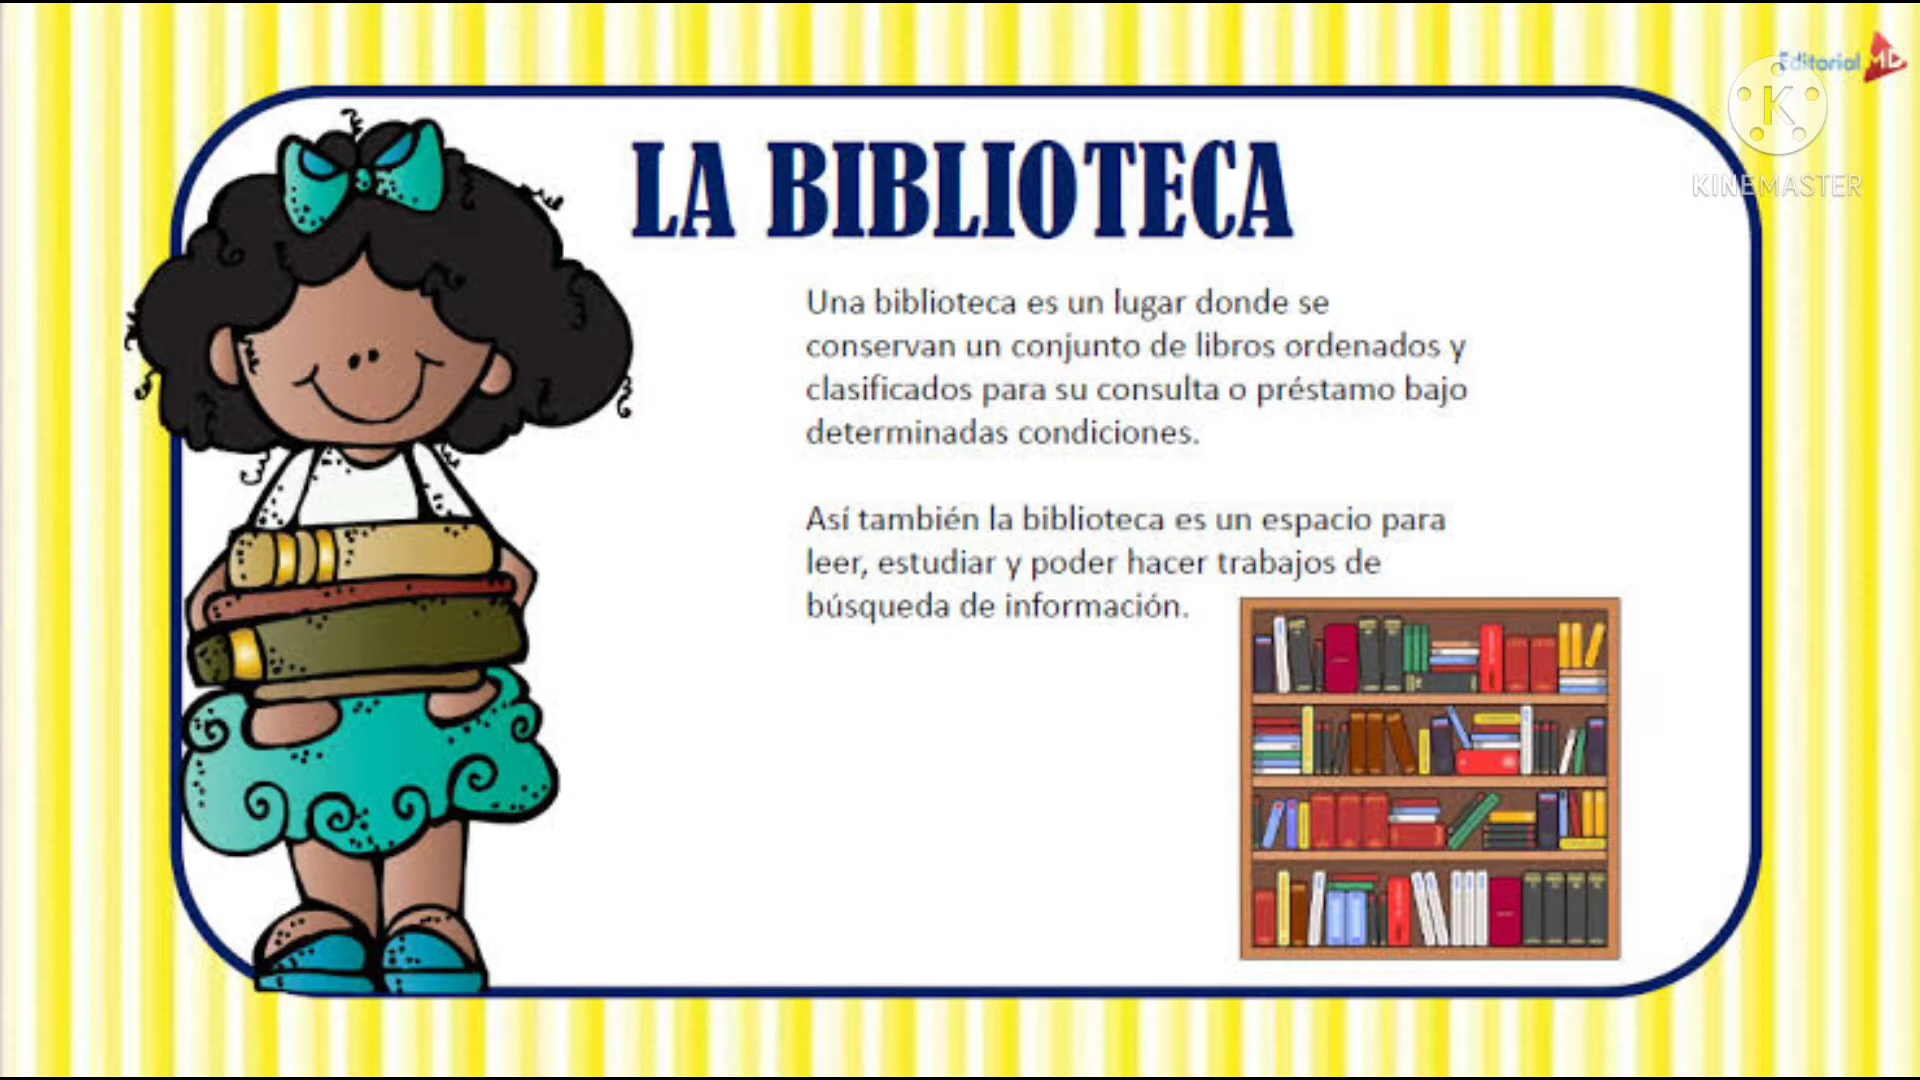 Editorial MD
K
KINEMASTER
LA BIBLIOTECA
Una biblioteca es un lugar donde se
conservan un conjunto de libros ordenados y
clasificados para su consulta o préstamo bajo
determinadas condiciones.
Así también la biblioteca es un espacio para
leer, estudiar y poder hacer trabajos de
búsqueda de información.